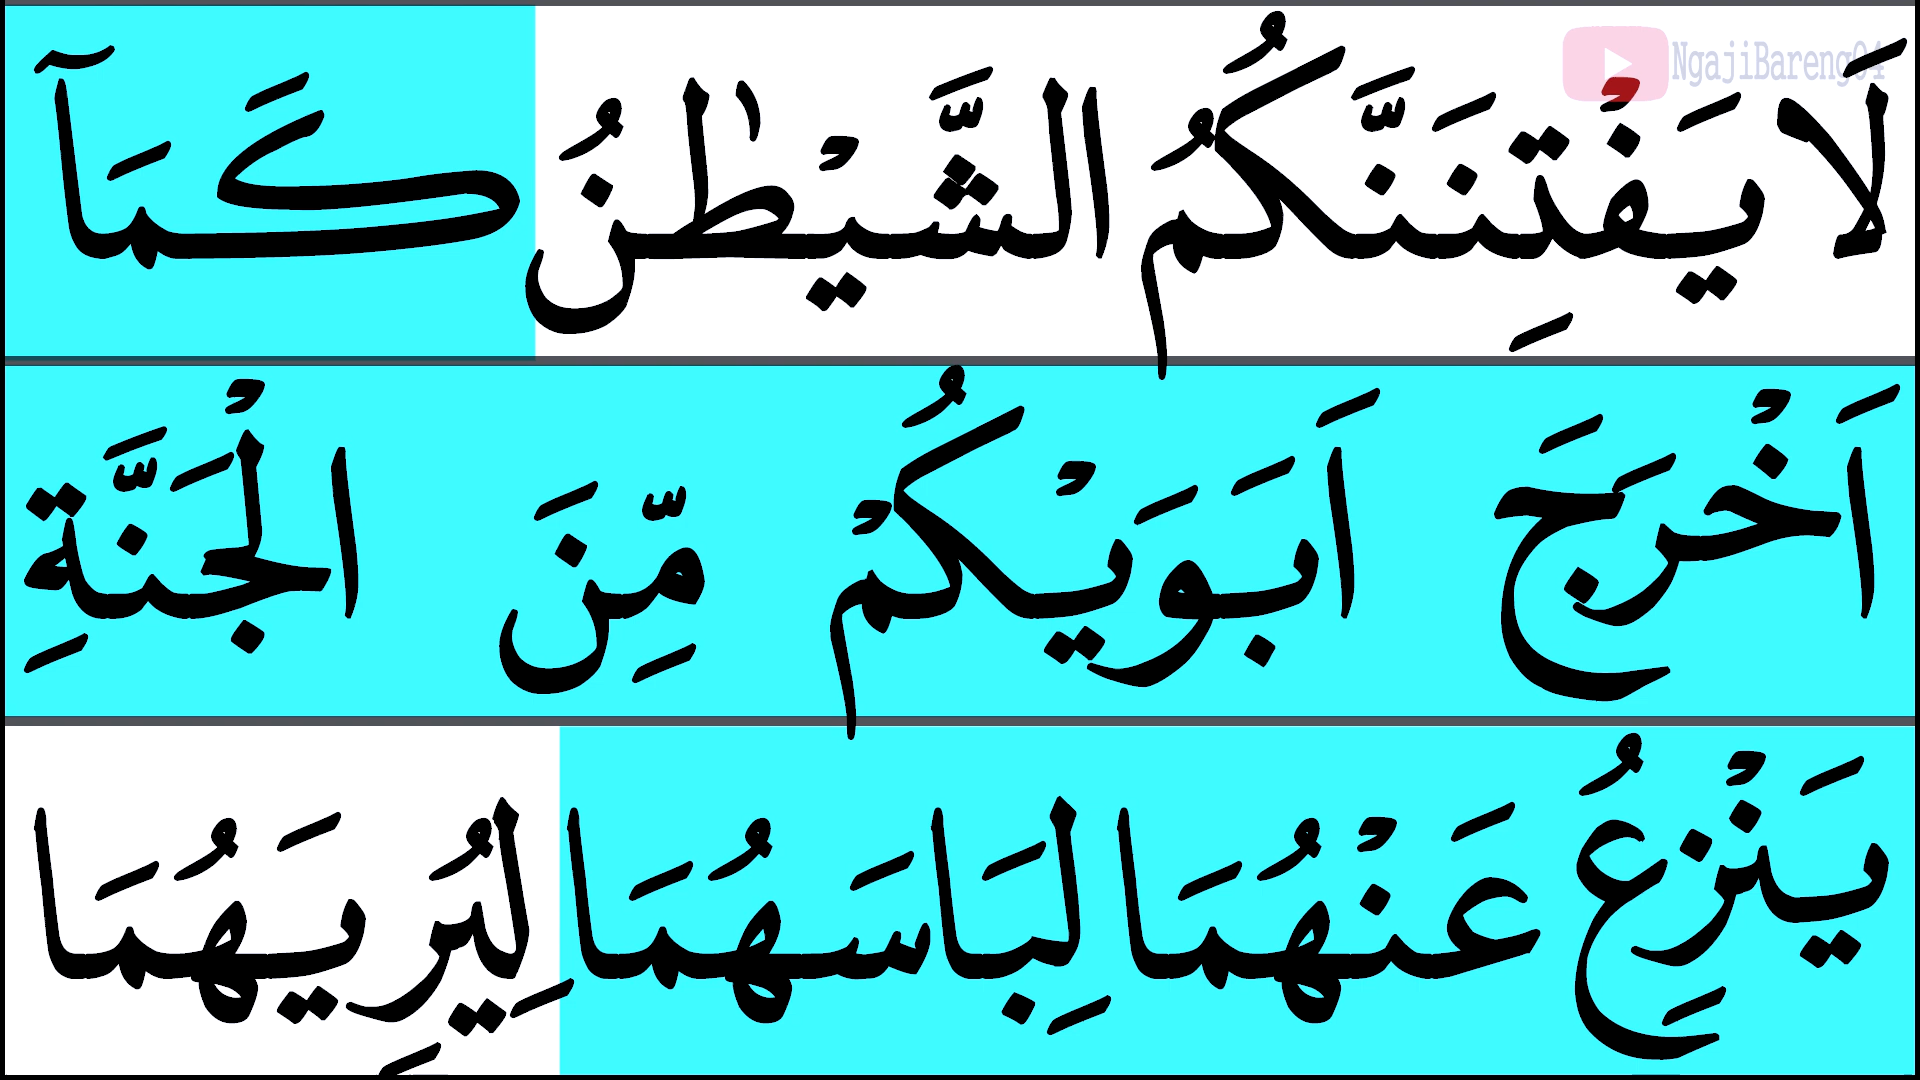 NgajiBareng04
لَا يَفْتِنَنَّكُمُ الشَّيْطٰنُ كَمَآ
اَخْرَجَ اَبَوَيْكُمْ مِّنَ الْجَنَّةِ
يَنْزِعُ عَنْهُمَا لِبَاسَهُمَا لِيُرِيَهُمَا